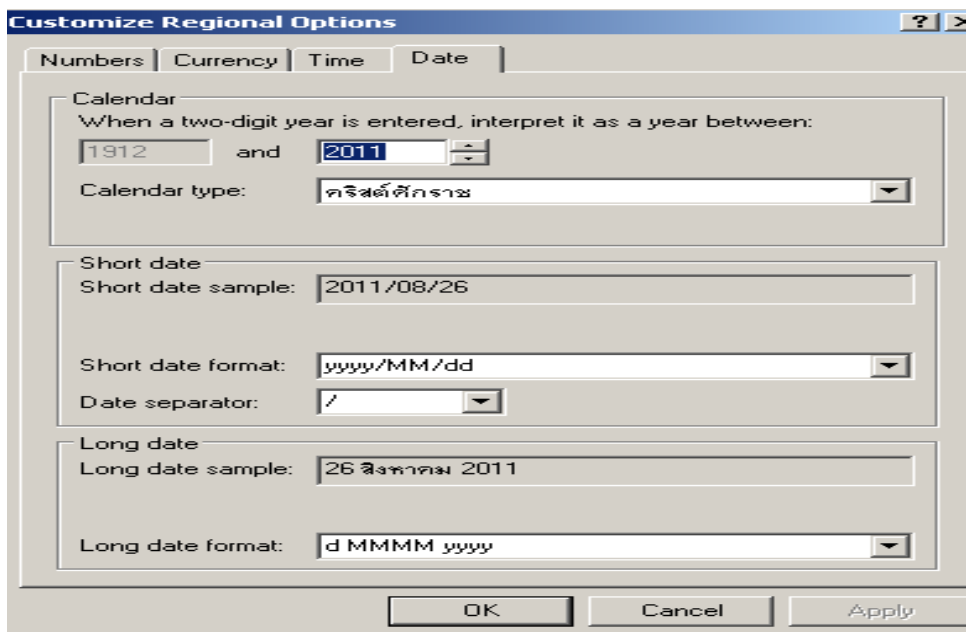 Customize Regional Options
Numbers Currency Time Date
Calendar
When a two-digit year is entered, interpret it as a year between:
1912 and 2011
Calendar type: คริสต์ศักราช
Short date
Short date sample: 2011/08/26
Short date format: yyyy/MM/dd
Date separator: /
Long date
Long date sample: 26 สิงหาคม 2011
Long date format: d MMMM yyyy
OK Cancel Apply